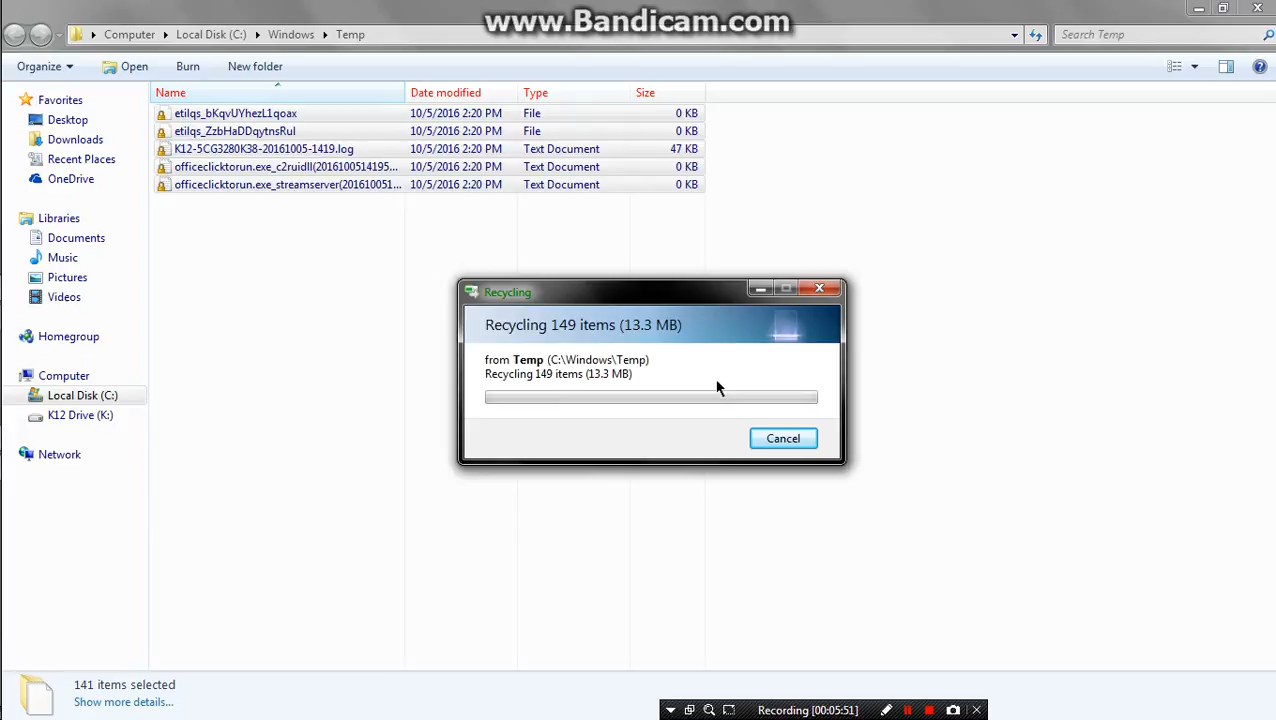 www.Bandicam.com
Computer Local Disk (C:) Windows Temp
Search Temp
Organize Open Burn New folder
Name Date modified Type Size
Favorites
Desktop
Downloads
Recent Places
OneDrive
Libraries
Documents
Music
Pictures
Videos
Homegroup
Computer
Local Disk (C:)
K12 Drive (K:)
Network
etilqs_bKqvUYhezL1qoax 10/5/2016 2:20 PM File 0 KB
etilqs_ZzbHaDDqytnsRul 10/5/2016 2:20 PM File 0 KB
K12-5CG3280K38-20161005-1419.log 10/5/2016 2:20 PM Text Document 47 KB
officeclicktorun.exe_c2ruidll(2016100514195... 10/5/2016 2:20 PM Text Document 0 KB
officeclicktorun.exe_streamserver(201610051... 10/5/2016 2:20 PM Text Document 0 KB
Recycling
Recycling 149 items (13.3 MB)
from Temp (C:\Windows\Temp)
Recycling 149 items (13.3 MB)
Cancel
141 items selected
Show more details...
Recording [00:05:51]